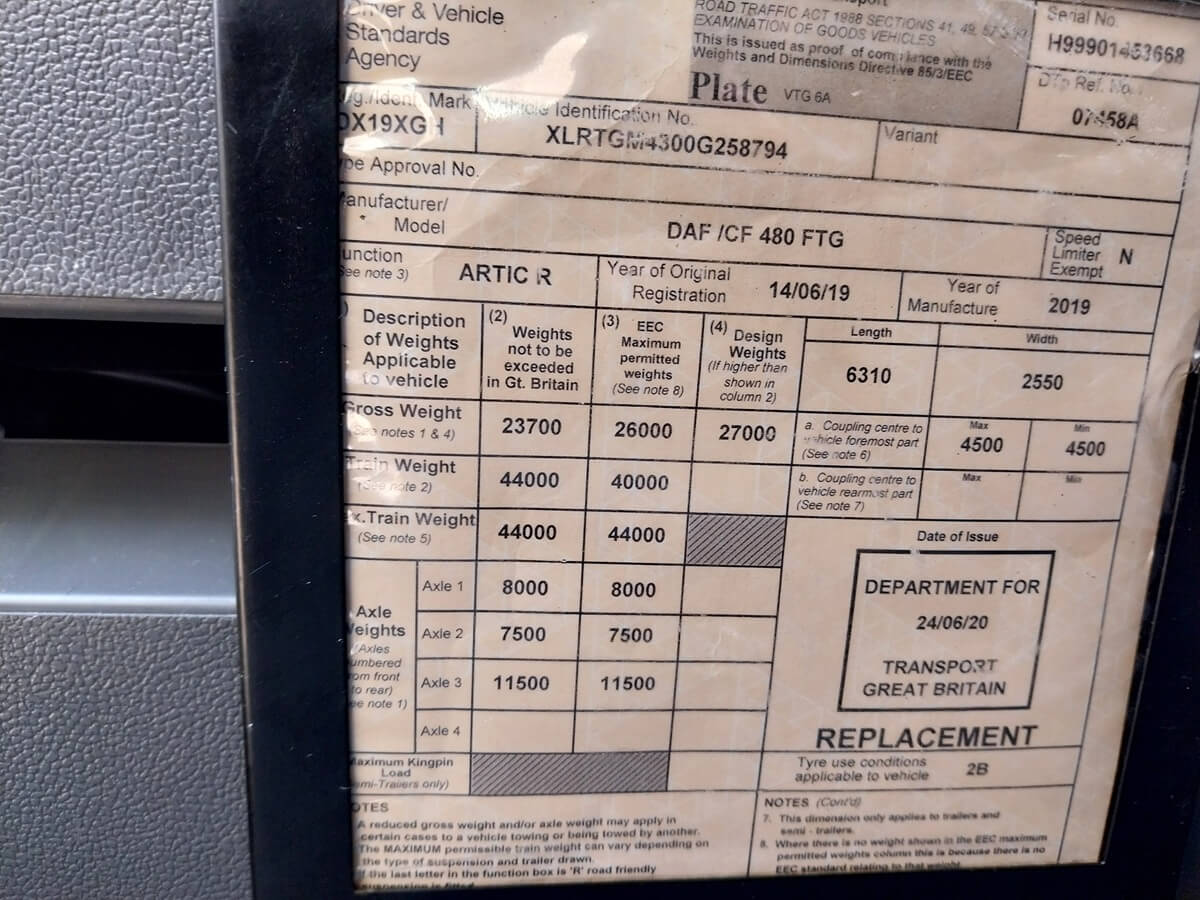 Driver & Vehicle
Standards
Agency
ROAD TRAFFIC ACT 1988 SECTIONS 41, 49,
EXAMINATION OF GOODS VEHICLES
This is issued as proof of compliance with the
Weights and Dimensions Directive 85/3/EEC
Plate VTG 6A
Serial No.
H99901453668
DTp Ref. No.
07458A
Mark
Vehicle Identification No.
XLRTGM4300G258794
Variant
Approval No.
Manufacturer/
Model
DAF /CF 480 FTG
Speed
Limiter
Exempt
N
unction
See note 3)
ARTIC R
Year of Original
Registration
14/06/19
Year of
Manufacture
2019
Description
of Weights
Applicable
to vehicle
(2)
Weights
not to be
exceeded
in Gt. Britain
(3) EEC
Maximum
permitted
weights
(See note 8)
(4) Design
Weights
(If higher than
shown in
column 2)
Length
6310
Width
2550
Gross Weight
(See notes 1 & 4)
23700
26000
27000
a. Coupling centre to
vehicle foremost part
(See note 6)
Max
4500
Min
4500
Train Weight
(See note 2)
44000
40000
b. Coupling centre to
vehicle rearmost part
(See note 7)
Max
Min
x.Train Weight
(See note 5)
44000
44000
Date of Issue
DEPARTMENT FOR
24/06/20
TRANSPORT
GREAT BRITAIN
REPLACEMENT
Axle
Weights
(Axles
numbered
from front
to rear)
see note 1)
Axle 1
8000
8000
Axle 2
7500
7500
Axle 3
11500
11500
Axle 4
Maximum Kingpin
Load
emi-Trailers only)
Tyre use conditions
applicable to vehicle
2B
OTES
A reduced gross weight and/or axle weight may apply in
certain cases to a vehicle towing or being towed by another.
The MAXIMUM permissible train weight can vary depending on
the type of suspension and trailer drawn.
If the last letter in the function box is 'R' road friendly
suspension is fitted
NOTES (Cont'd)
7. This dimension only applies to trailers and
semi - trailers.
8. Where there is no weight shown in the EEC maximum
permitted weights column this is because there is no
EEC standard relating to that weight.